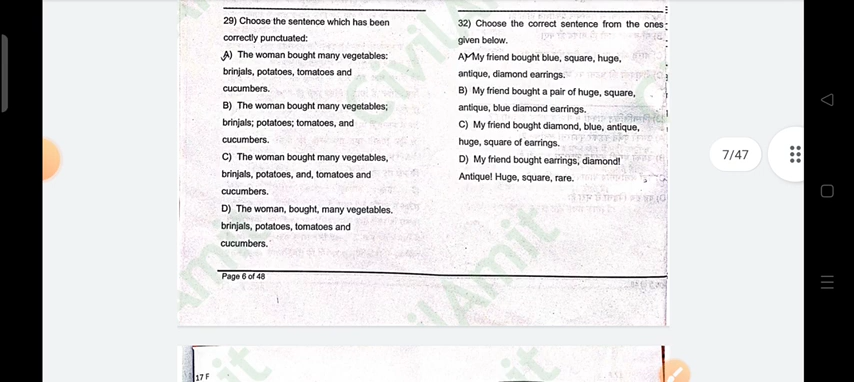 29) Choose the sentence which has been
correctly punctuated:
A) The woman bought many vegetables:
brinjals, potatoes, tomatoes and
cucumbers.
B) The woman bought many vegetables;
brinjals; potatoes; tomatoes, and
cucumbers.
C) The woman bought many vegetables,
brinjals, potatoes, and, tomatoes and
cucumbers.
D) The woman, bought, many vegetables.
brinjals, potatoes, tomatoes and
cucumbers.
Page 6 of 48
32) Choose the correct sentence from the ones
given below.
A) My friend bought blue, square, huge,
antique, diamond earrings.
B) My friend bought a pair of huge, square,
antique, blue diamond earrings.
C) My friend bought diamond, blue, antique,
huge, square of earrings.
D) My friend bought earrings, diamond!
Antique! Huge, square, rare.
7/47
17 F
CivilAmit
CivilAmit